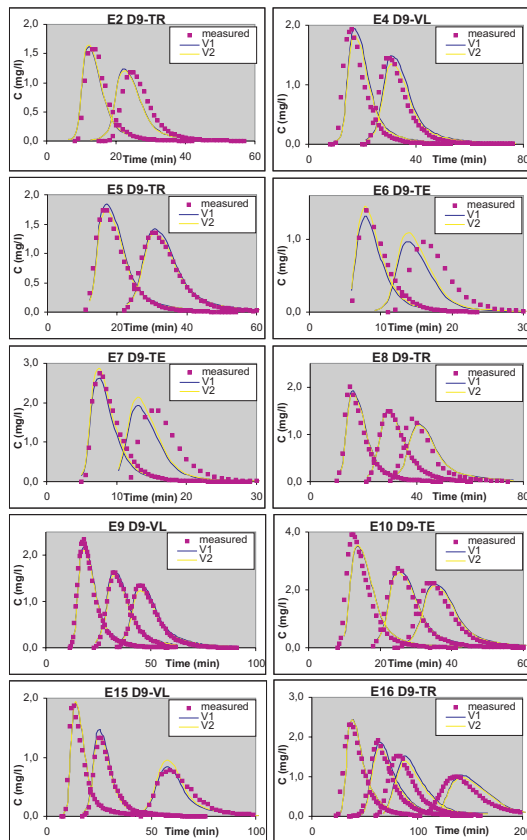 E2 D9-TR
C (mg/l)
2,0
1,5
1,0
0,5
0,0
measured
V1
V2
Time (min)
0 20 40 60
E4 D9-VL
C (mg/l)
2,0
1,0
0,0
measured
V1
V2
0 20 40 Time (min) 60 80
E5 D9-TR
C (mg/l)
2,0
1,5
1,0
0,5
0,0
measured
V1
V2
0 20 Time (min) 40 60
E6 D9-TE
C (mg/l)
1,0
0,0
measured
V1
V2
0 10 Time (min) 20 30
E7 D9-TE
C (mg/l)
3,0
2,0
1,0
0,0
measured
V1
V2
0 10 Time (min) 20 30
E8 D9-TR
C (mg/l)
3,0
2,0
1,0
0,0
measured
V1
V2
0 20 40 Time (min) 60 80
E9 D9-VL
C (mg/l)
2,0
1,0
0,0
measured
V1
V2
0 50 Time (min) 100
E10 D9-TE
C (mg/l)
4,0
2,0
0,0
measured
V1
V2
0 20 Time (min) 40 60
E15 D9-VL
C (mg/l)
2,0
1,0
0,0
measured
V1
V2
0 50 Time (min) 100
E16 D9-TR
C (mg/l)
3,0
2,0
1,0
0,0
measured
V1
V2
0 100 Time (min)